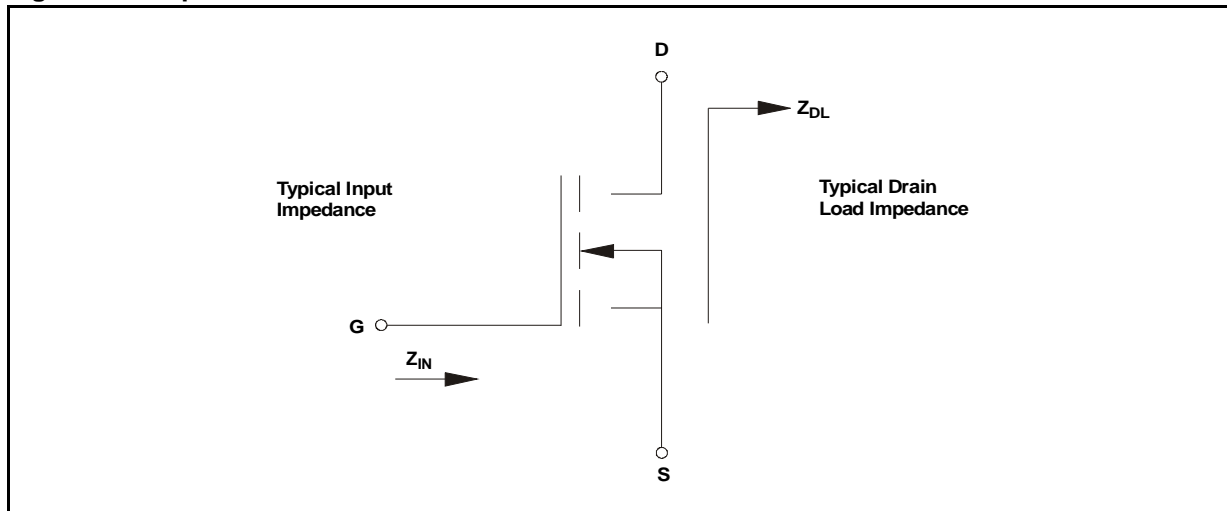 D
Z_DL
Typical Input
Impedance
Typical Drain
Load Impedance
G
Z_IN
S